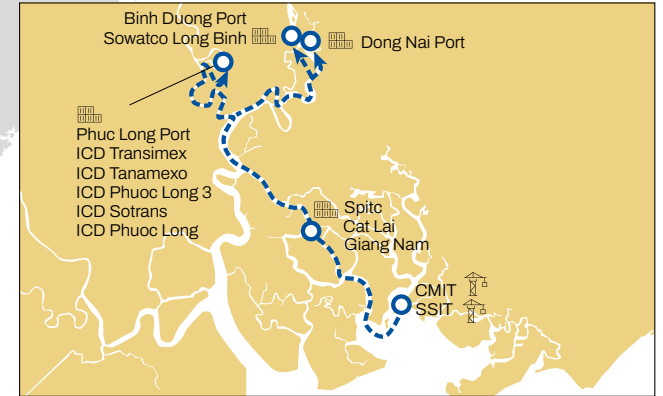 Binh Duong Port
Sowatco Long Binh
Dong Nai Port
Phuc Long Port
ICD Transimex
ICD Tanamexo
ICD Phuoc Long 3
ICD Sotrans
ICD Phuoc Long
Spitc
Cat Lai
Giang Nam
CMIT
SSIT